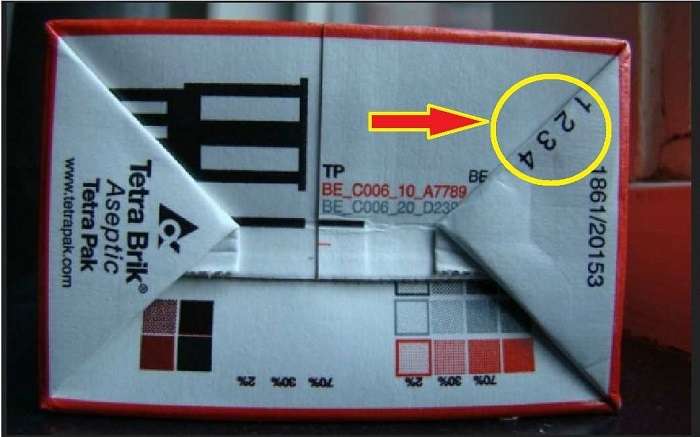 1 2 3 4
TP
BE_C006_10_A7789
BE
BE_C006_20_D
1861/20153
Tetra Brik®
Aseptic
Tetra Pak
www.tetrapak.com
2% 30% 70%
2% 30% 70%